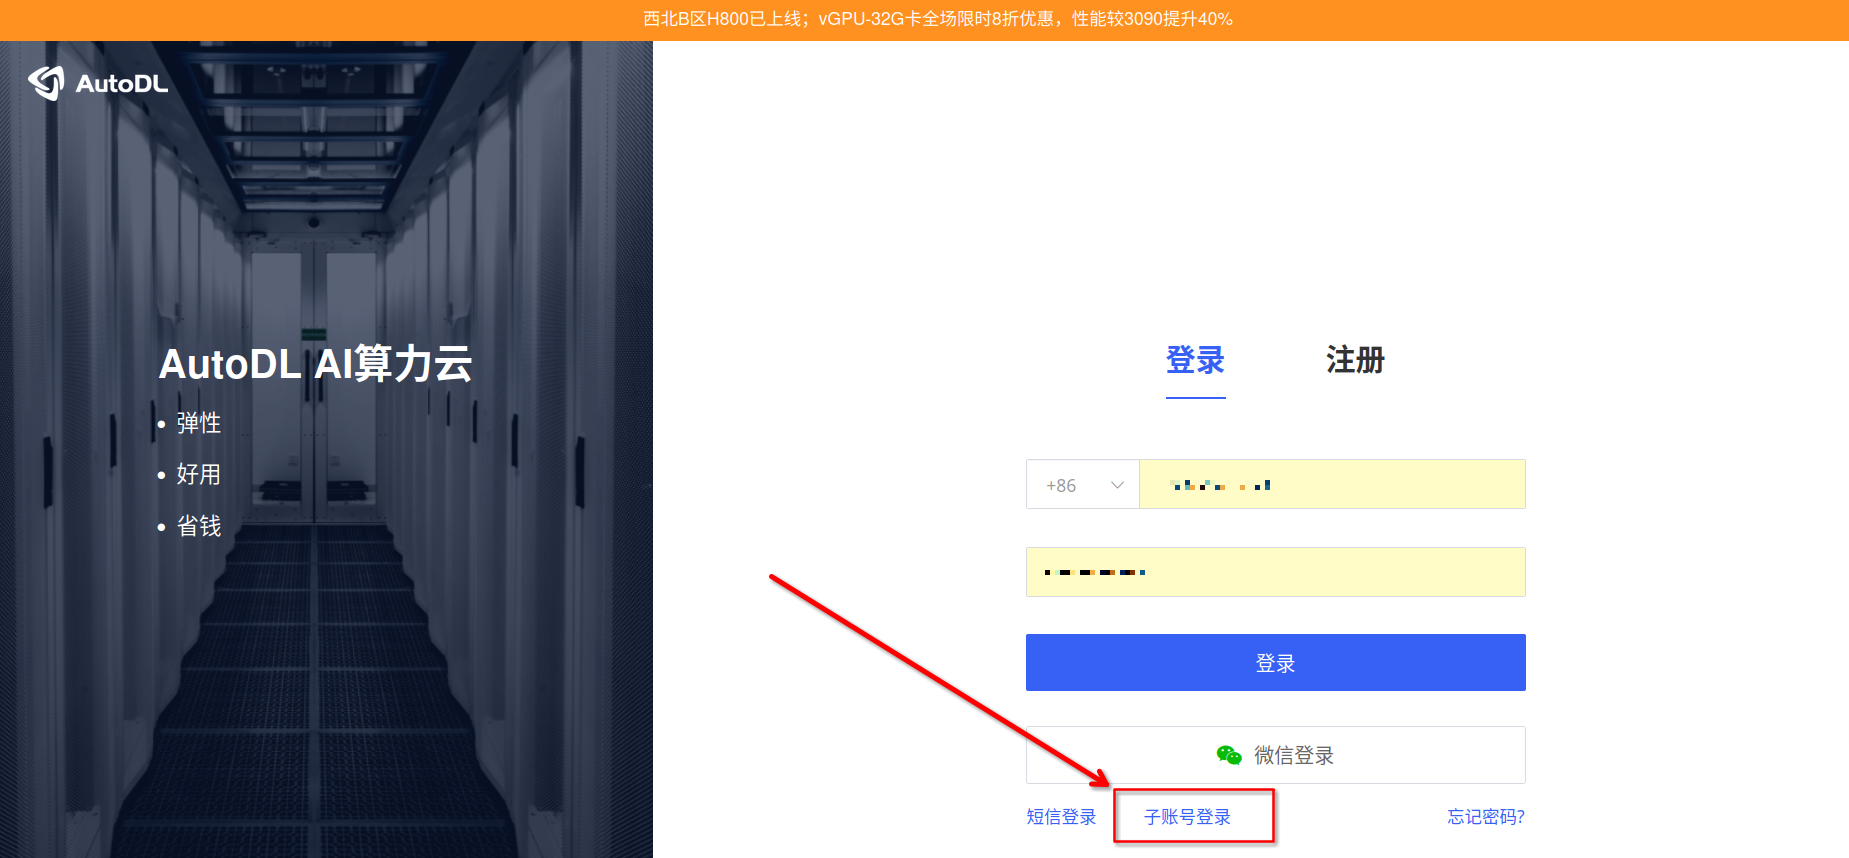 西北B区H800已上线；vGPU-32G卡全场限时8折优惠，性能较3090提升40%
AutoDL
AutoDL AI算力云
• 弹性
• 好用
• 省钱
登录 注册
+86
登录
微信登录
短信登录 子账号登录 忘记密码?